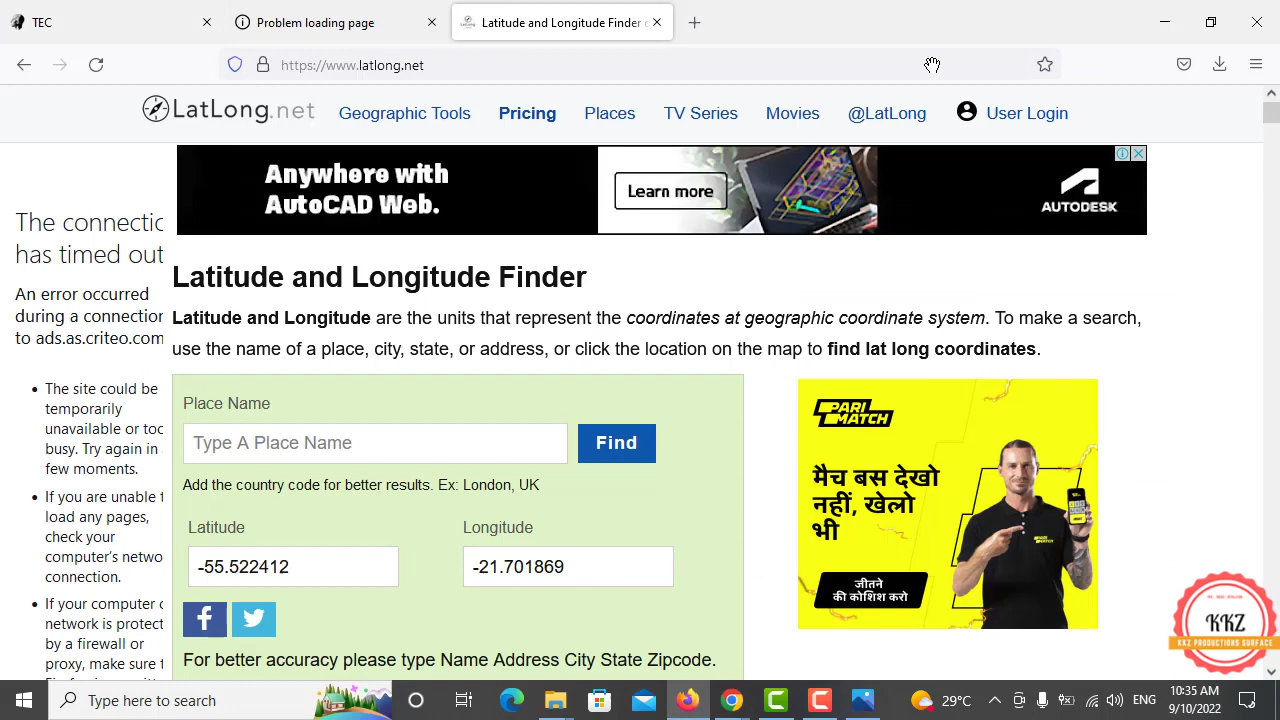 TEC
Problem loading page
Latitude and Longitude Finder
https://www.latlong.net
LatLong.net
Geographic Tools
Pricing
Places
TV Series
Movies
@LatLong
User Login
Anywhere with
AutoCAD Web.
Learn more
AUTODESK
The connectio
has timed out
An error occurred
during a connection
to ads.as.criteo.com
The site could be
temporarily
unavailable
busy. Try again in
few moments.
If you are unable t
load any pages,
check your
computer's netwo
connection.
If your computer o
network is protect
by a firewall or
proxy, make sure t
Latitude and Longitude Finder
Latitude and Longitude are the units that represent the coordinates at geographic coordinate system. To make a search,
use the name of a place, city, state, or address, or click the location on the map to find lat long coordinates.
Place Name
Type A Place Name
Find
Add the country code for better results. Ex: London, UK
Latitude
Longitude
-55.522412
-21.701869
For better accuracy please type Name Address City State Zipcode.
PARI
MATCH
मैच बस देखो
नहीं, खेलो
भी
जीतने
की कोशिश करो
KKZ
KKZ PRODUCTIONS SURFACE
Type here to search
29°C
ENG
10:35 AM
9/10/2022